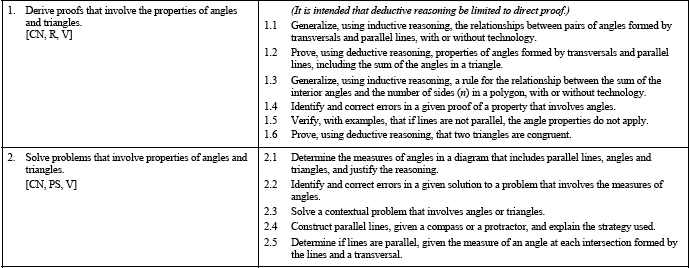 1. Derive proofs that involve the properties of angles
and triangles.
[CN, R, V]
(It is intended that deductive reasoning be limited to direct proof.)
1.1 Generalize, using inductive reasoning, the relationships between pairs of angles formed by
transversals and parallel lines, with or without technology.
1.2 Prove, using deductive reasoning, properties of angles formed by transversals and parallel
lines, including the sum of the angles in a triangle.
1.3 Generalize, using inductive reasoning, a rule for the relationship between the sum of the
interior angles and the number of sides (n) in a polygon, with or without technology.
1.4 Identify and correct errors in a given proof of a property that involves angles.
1.5 Verify, with examples, that if lines are not parallel, the angle properties do not apply.
1.6 Prove, using deductive reasoning, that two triangles are congruent.
2. Solve problems that involve properties of angles and
triangles.
[CN, PS, V]
2.1 Determine the measures of angles in a diagram that includes parallel lines, angles and
triangles, and justify the reasoning.
2.2 Identify and correct errors in a given solution to a problem that involves the measures of
angles.
2.3 Solve a contextual problem that involves angles or triangles.
2.4 Construct parallel lines, given a compass or a protractor, and explain the strategy used.
2.5 Determine if lines are parallel, given the measure of an angle at each intersection formed by
the lines and a transversal.